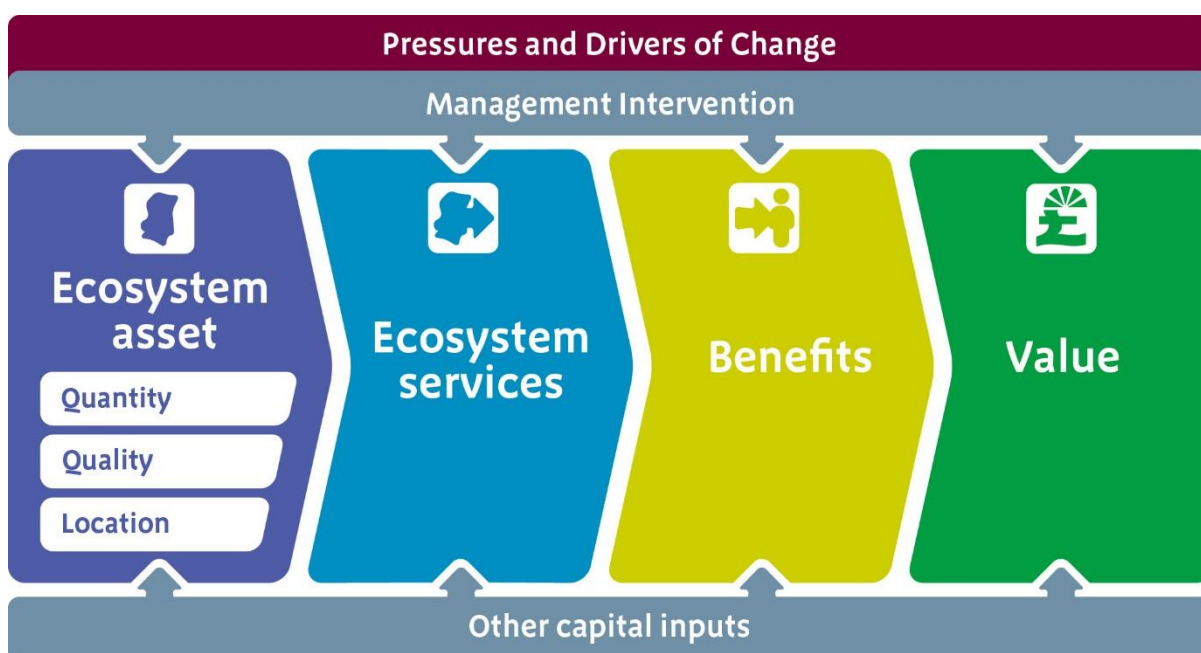 Pressures and Drivers of Change
Management Intervention
Ecosystem
asset
Quantity
Quality
Location
Ecosystem
services
Benefits
£
Value
Other capital inputs